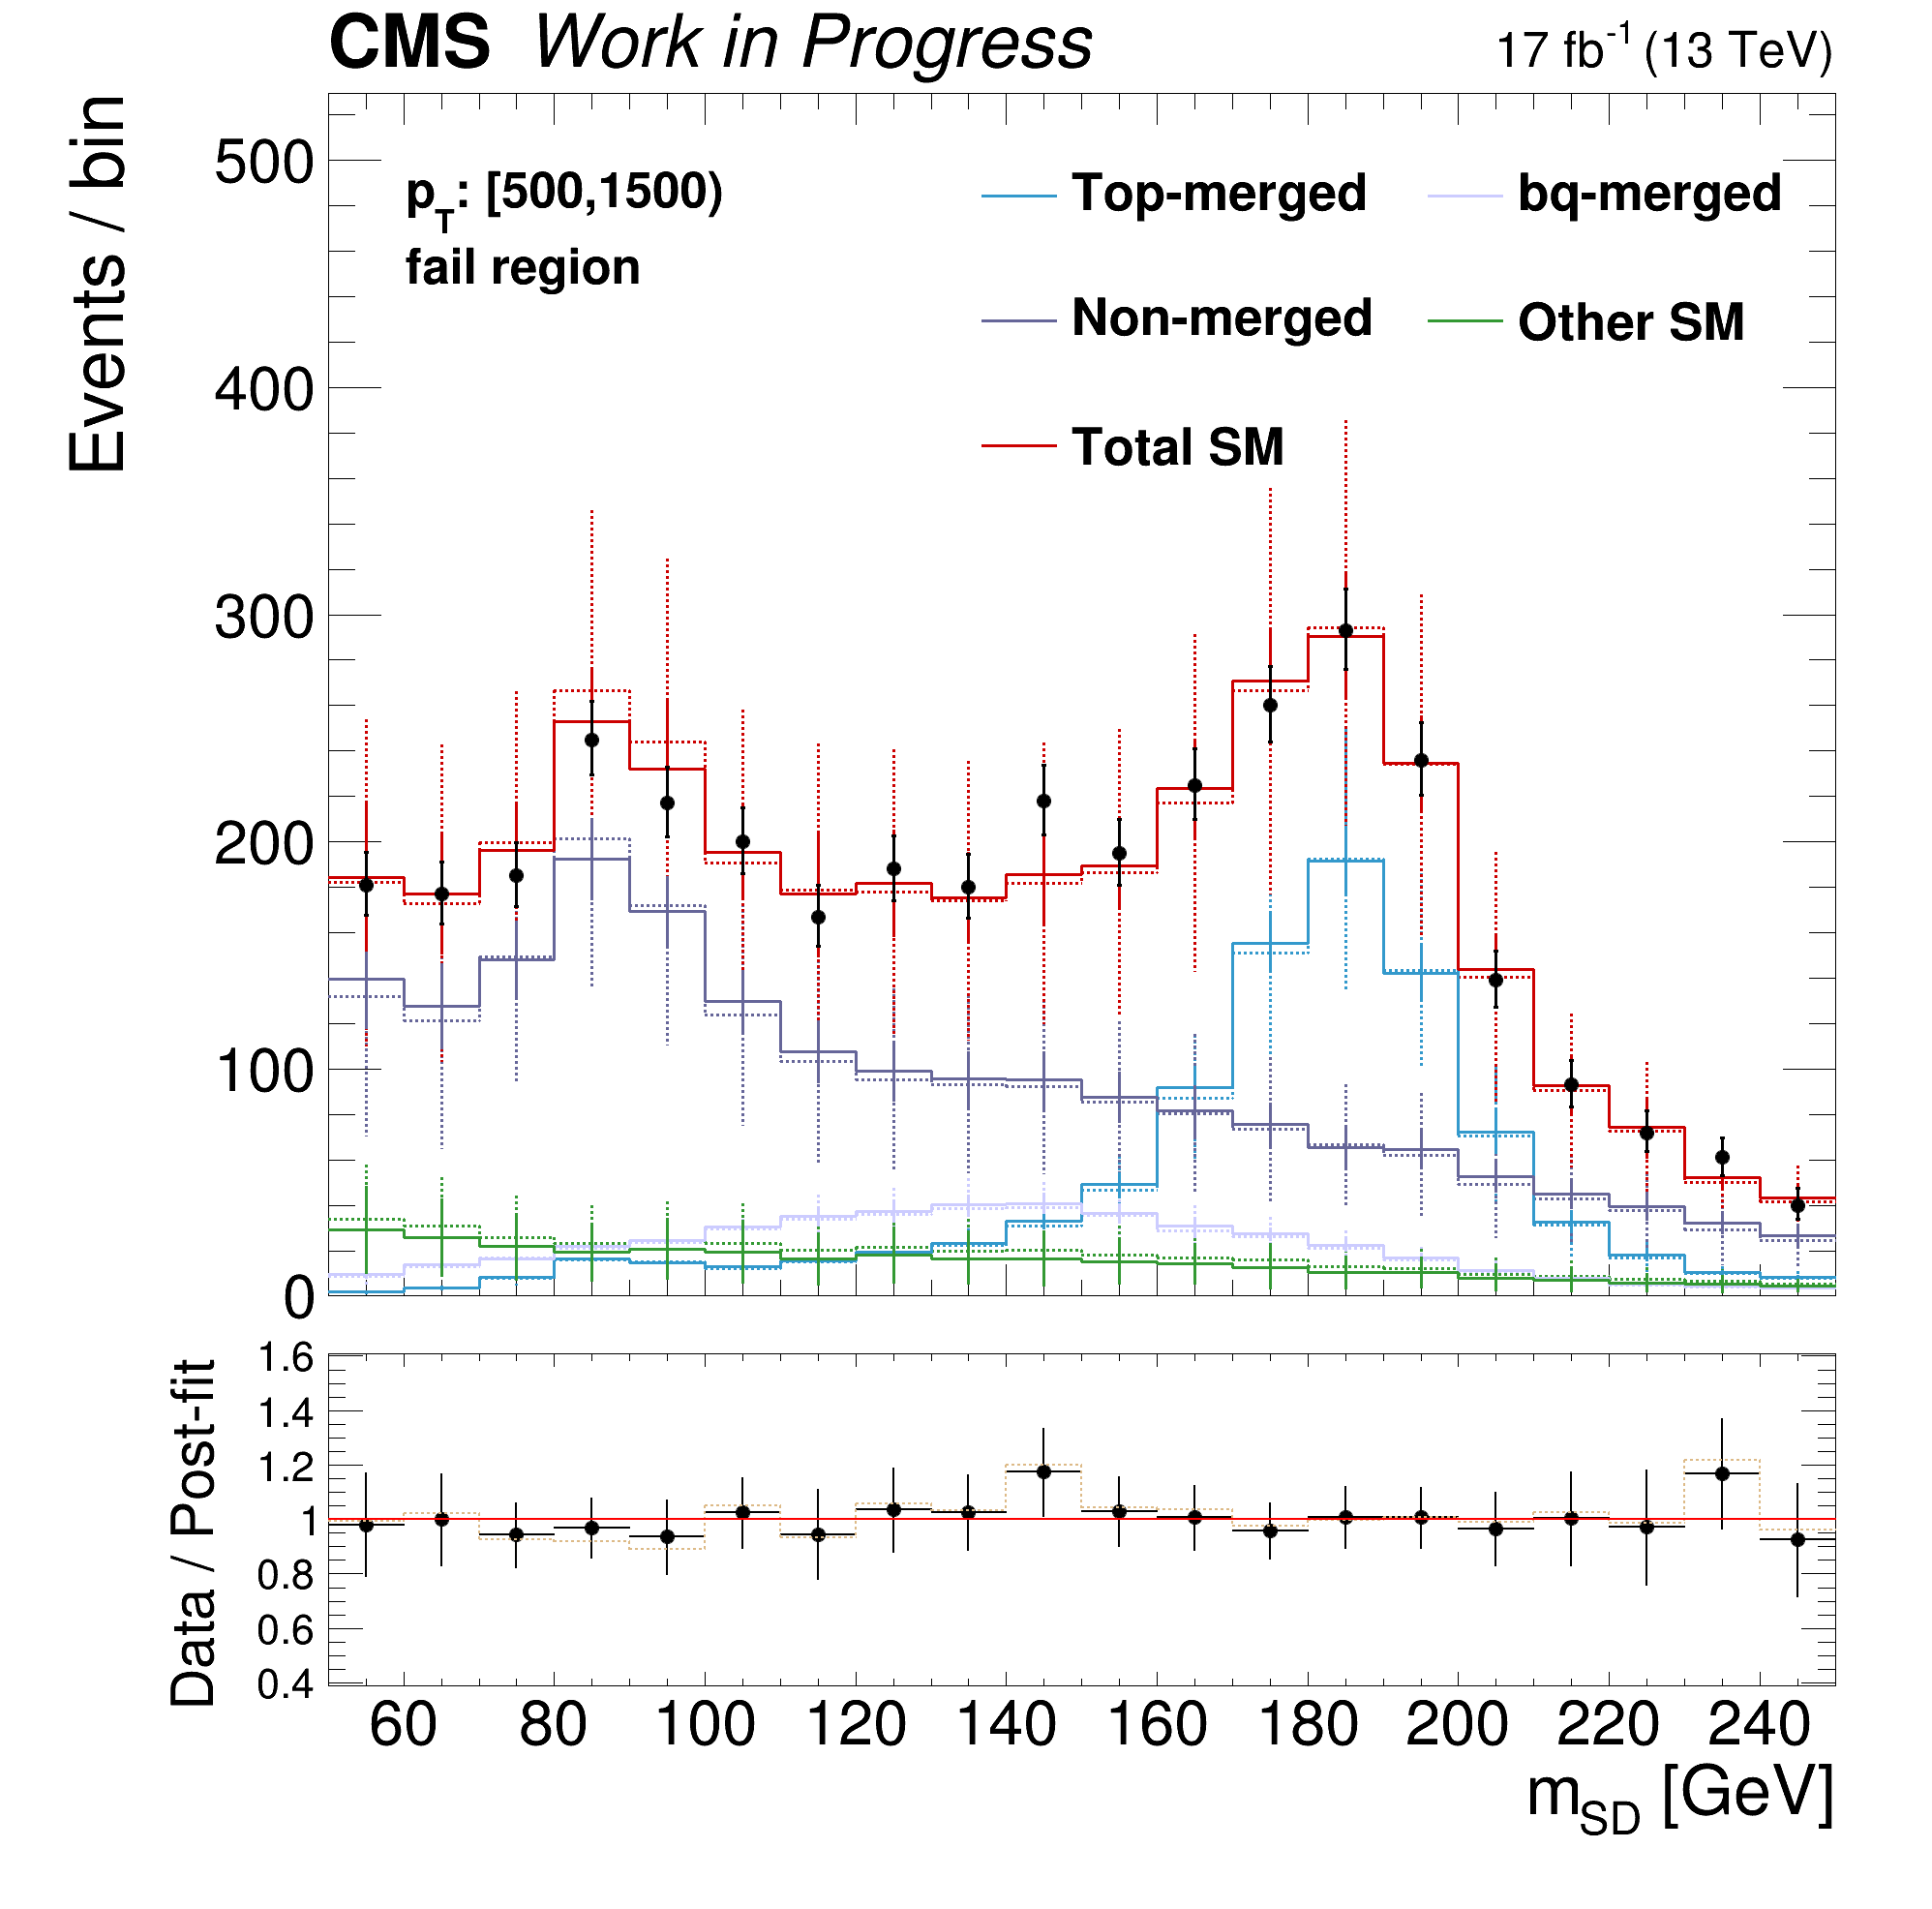 CMS Work in Progress 17 fb-1 (13 TeV)
Events / bin
500
400
300
200
100
0
pT: [500,1500)
fail region
Top-merged bq-merged
Non-merged Other SM
Total SM
Data / Post-fit
1.6
1.4
1.2
1
0.8
0.6
0.4
60 80 100 120 140 160 180 200 220 240
mSD [GeV]